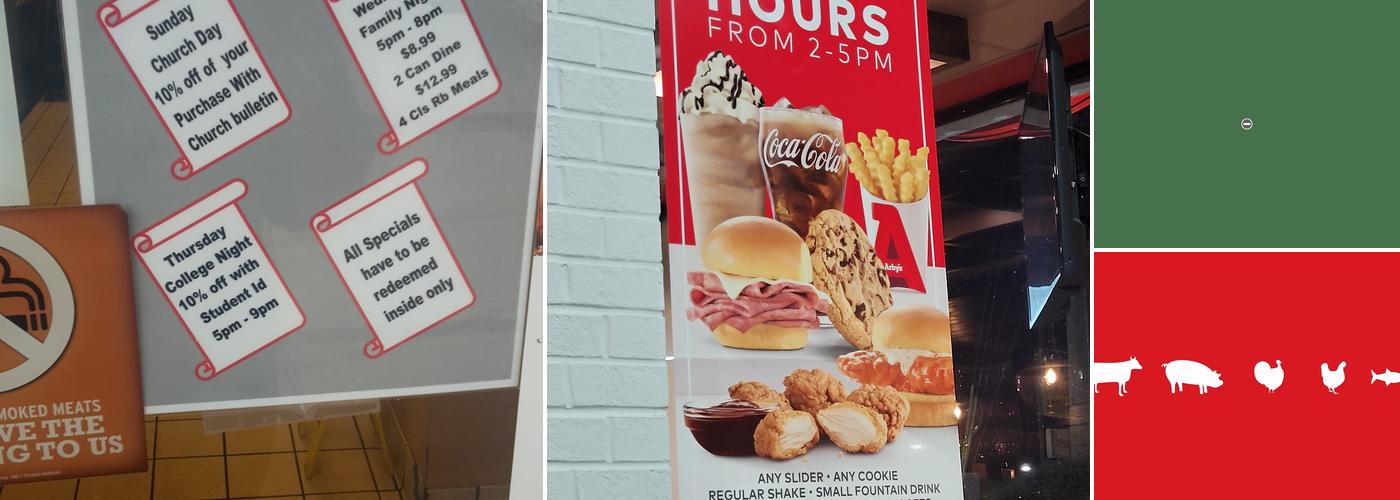 Sunday
Church Day
10% off of your
Purchase With
Church bulletin
Family
5pm - 8pm
$8.99
2 Can Dine
$12.99
4 Cls Rb Meals
Thursday
College Night
10% off with
Student Id
5pm - 9pm
All Specials
have to be
redeemed
inside only
MOKED MEATS
VE THE
NG TO US
HOURS
FROM 2-5PM
Coca-Cola
A
Arby's
ANY SLIDER • ANY COOKIE
REGULAR SHAKE • SMALL FOUNTAIN DRINK